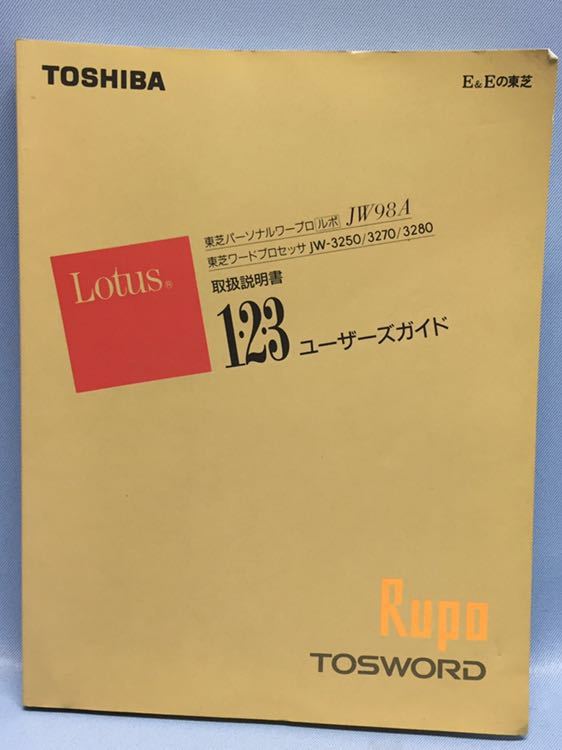 TOSHIBA
E&Eの東芝
東芝パーソナルワープロ ルポ JW98A
東芝ワードプロセッサ JW-3250/3270/3280
Lotus®
取扱説明書
1・2・3 ユーザーズガイド
Rupo
TOSWORD